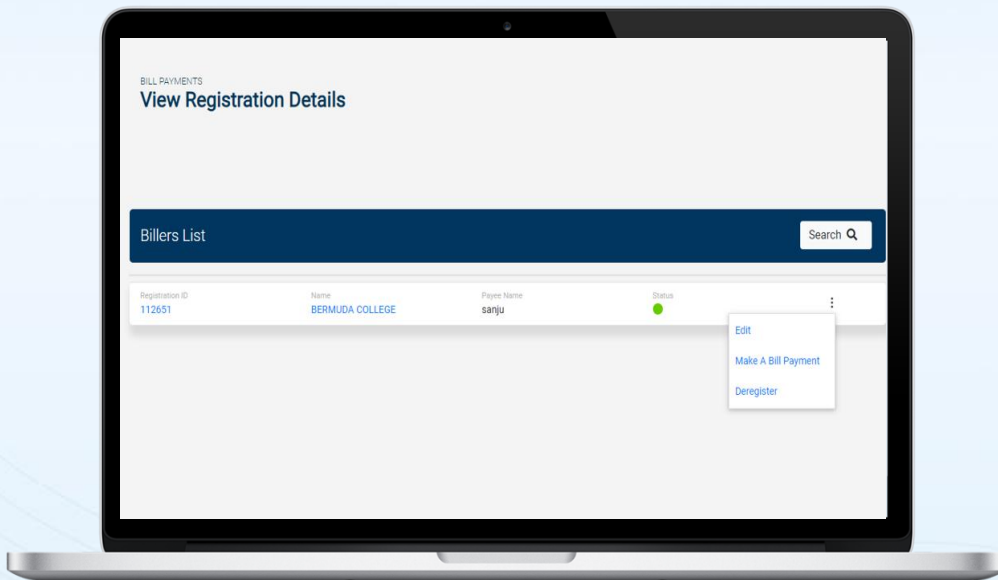 BILL PAYMENTS
View Registration Details
Billers List
Search
Registration ID Name Payee Name Status
112651 BERMUDA COLLEGE sanju
Edit
Make A Bill Payment
Deregister